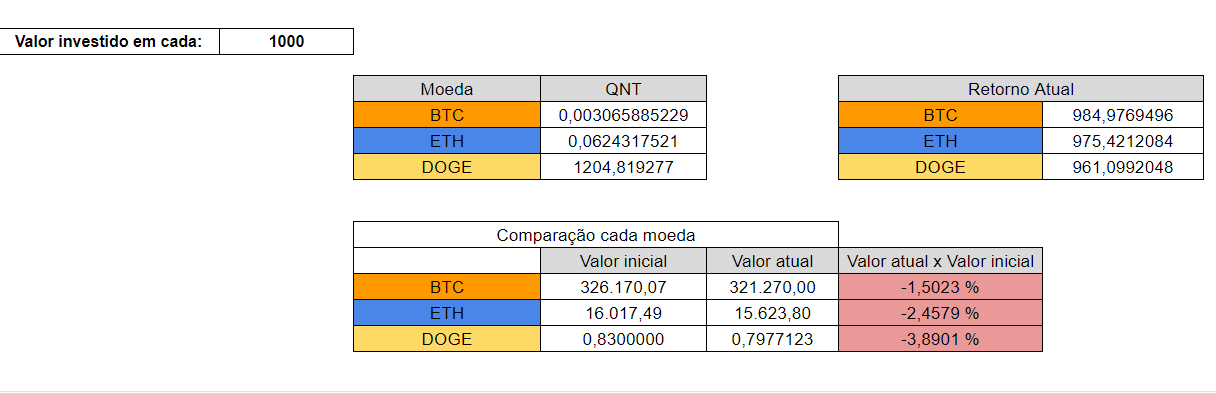 Valor investido em cada: 1000
Moeda QNT Retorno Atual
BTC 0,003065885229 BTC 984,9769496
ETH 0,0624317521 ETH 975,4212084
DOGE 1204,819277 DOGE 961,0992048
Comparação cada moeda
Valor inicial Valor atual Valor atual x Valor inicial
BTC 326.170,07 321.270,00 -1,5023 %
ETH 16.017,49 15.623,80 -2,4579 %
DOGE 0,8300000 0,7977123 -3,8901 %